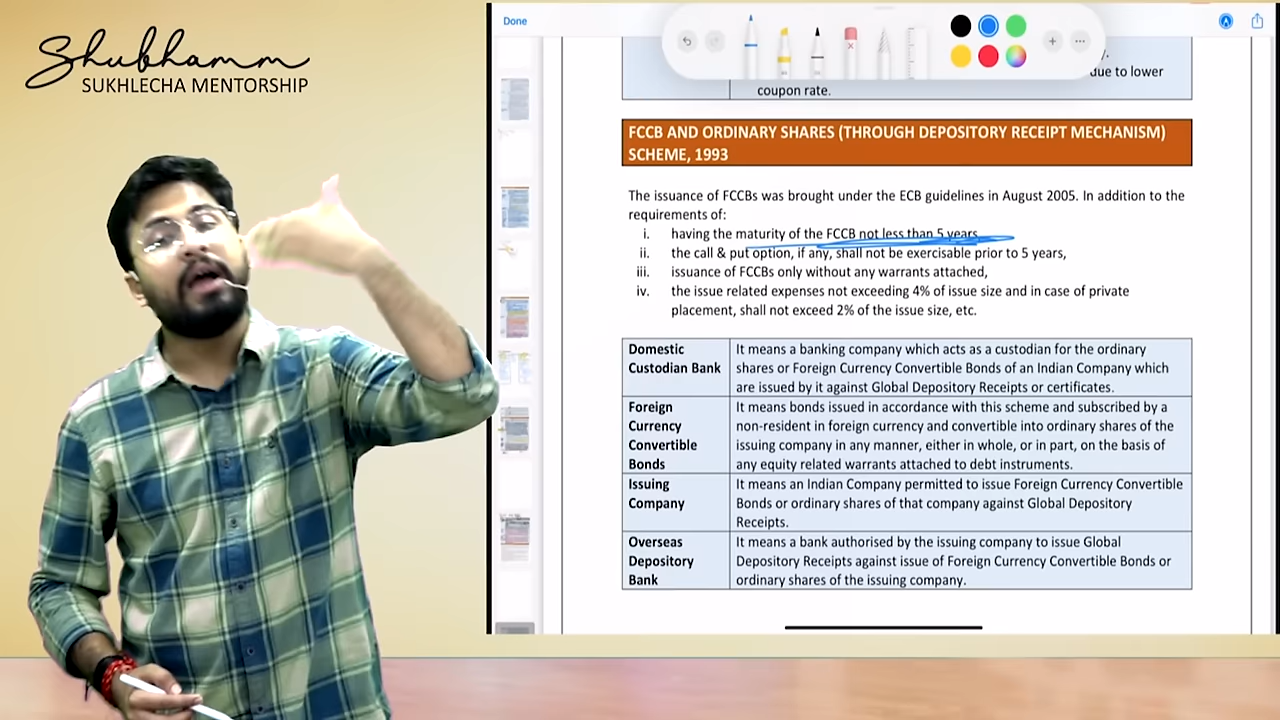 Shubhamm
SUKHLECHA MENTORSHIP
Done
due to lower
coupon rate.
FCCB AND ORDINARY SHARES (THROUGH DEPOSITORY RECEIPT MECHANISM)
SCHEME, 1993
The issuance of FCCBs was brought under the ECB guidelines in August 2005. In addition to the
requirements of:
i. having the maturity of the FCCB not less than 5 years
ii. the call & put option, if any, shall not be exercisable prior to 5 years,
iii. issuance of FCCBs only without any warrants attached,
iv. the issue related expenses not exceeding 4% of issue size and in case of private
placement, shall not exceed 2% of the issue size, etc.
Domestic
Custodian Bank
It means a banking company which acts as a custodian for the ordinary
shares or Foreign Currency Convertible Bonds of an Indian Company which
are issued by it against Global Depository Receipts or certificates.
Foreign
Currency
Convertible
Bonds
It means bonds issued in accordance with this scheme and subscribed by a
non-resident in foreign currency and convertible into ordinary shares of the
issuing company in any manner, either in whole, or in part, on the basis of
any equity related warrants attached to debt instruments.
Issuing
Company
It means an Indian Company permitted to issue Foreign Currency Convertible
Bonds or ordinary shares of that company against Global Depository
Receipts.
Overseas
Depository
Bank
It means a bank authorised by the issuing company to issue Global
Depository Receipts against issue of Foreign Currency Convertible Bonds or
ordinary shares of the issuing company.